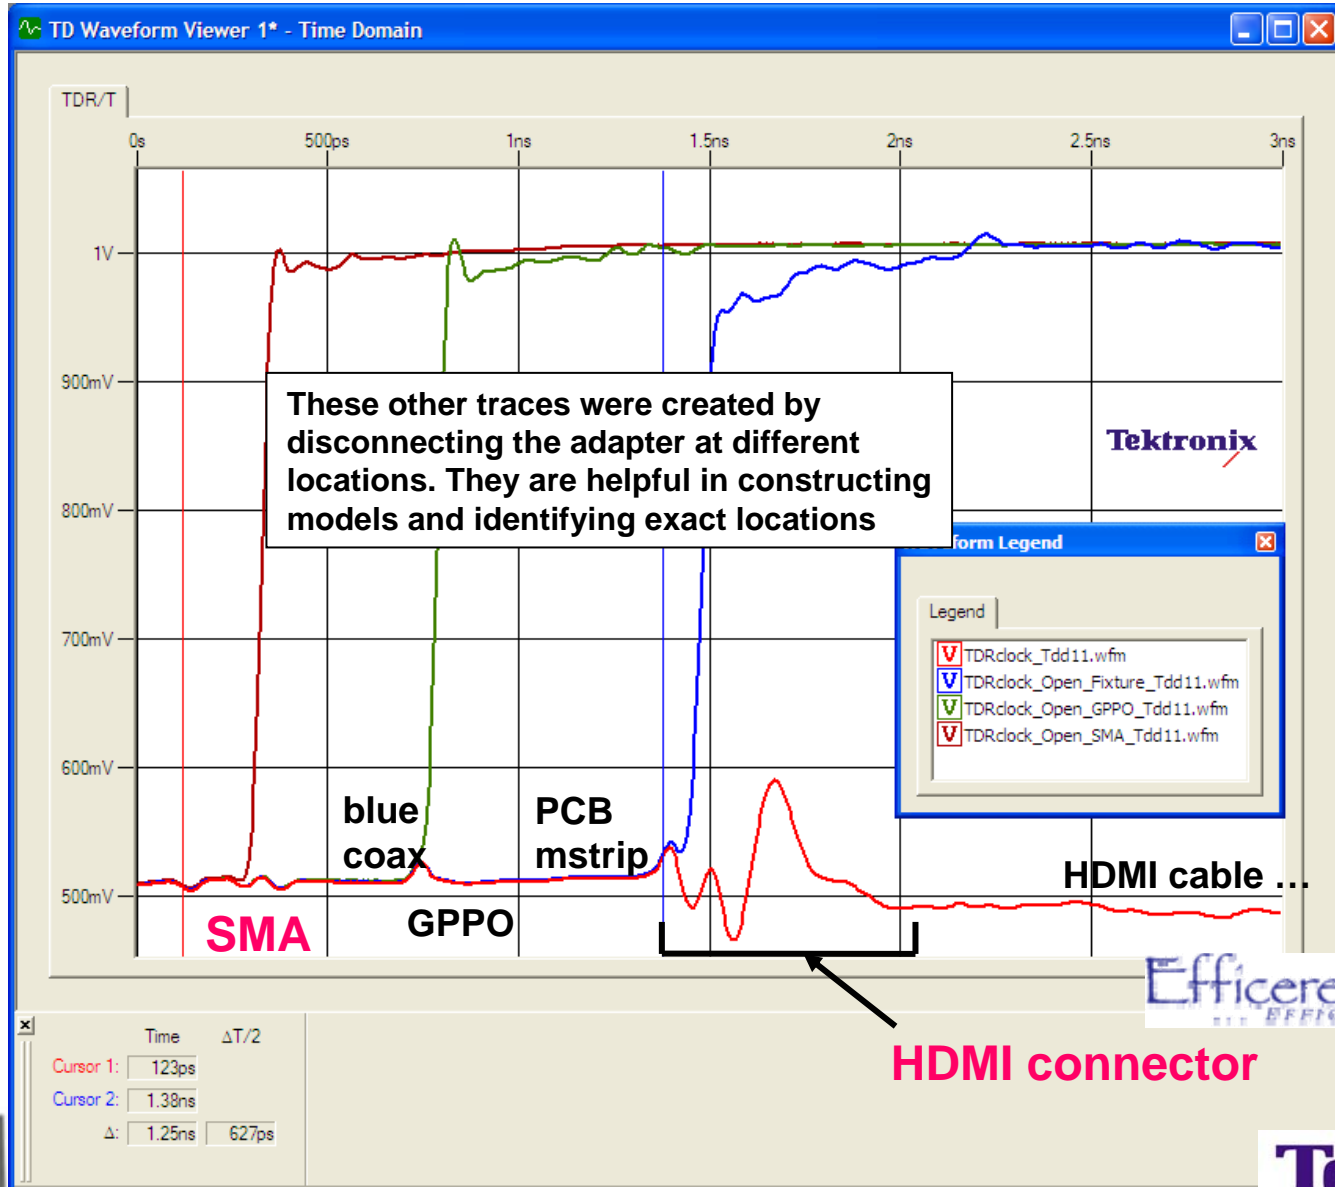 TD Waveform Viewer 1* - Time Domain
TDR/T
0s 500ps 1ns 1.5ns 2ns 2.5ns 3ns
1V
900mV
800mV
700mV
600mV
500mV
These other traces were created by
disconnecting the adapter at different
locations. They are helpful in constructing
models and identifying exact locations
Tektronix
form Legend
Legend
TDRclock_Tdd11.wfm
TDRclock_Open_Fixture_Tdd11.wfm
TDRclock_Open_GPPO_Tdd11.wfm
TDRclock_Open_SMA_Tdd11.wfm
blue
coax
PCB
mstrip
HDMI cable ...
SMA
GPPO
Efficere
HDMI connector
Time ΔT/2
Cursor 1: 123ps
Cursor 2: 1.38ns
Δ: 1.25ns 627ps
Te